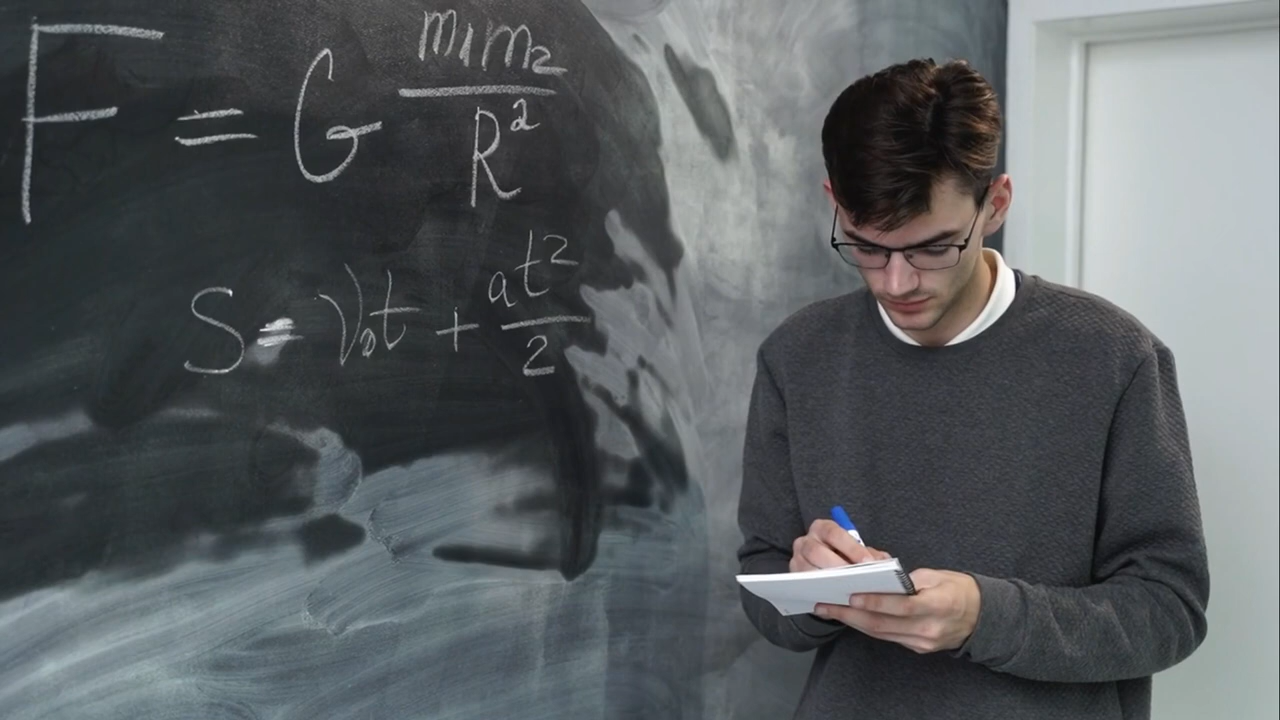 F = G m₁m₂/R²
S = V₀t + at²/2